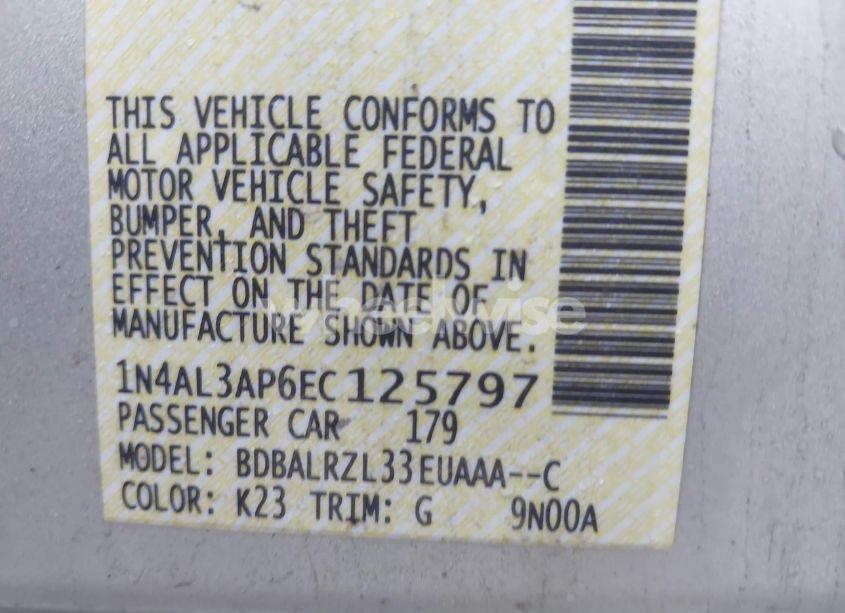 THIS VEHICLE CONFORMS TO
ALL APPLICABLE FEDERAL
MOTOR VEHICLE SAFETY,
BUMPER, AND THEFT
PREVENTION STANDARDS IN
EFFECT ON THE DATE OF
MANUFACTURE SHOWN ABOVE.
1N4AL3AP6EC125797
PASSENGER CAR 179
MODEL: BDBALRZL33EUAAA--C
COLOR: K23 TRIM: G 9N00A